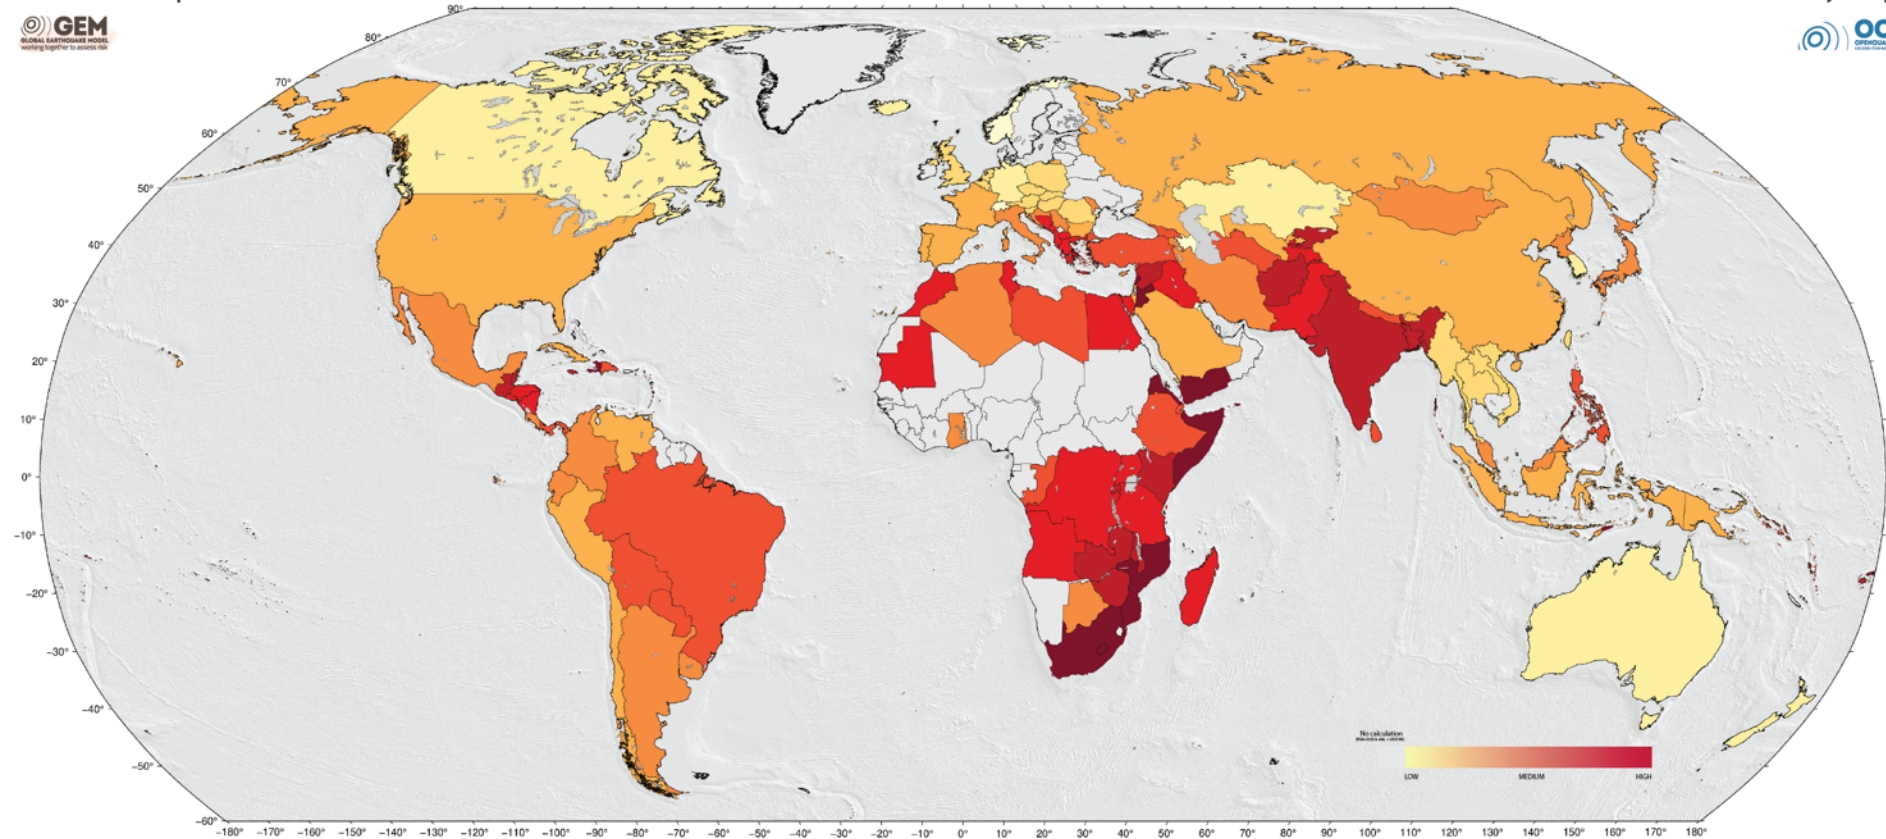 GEM
GLOBAL EARTHQUAKE MODEL
working together to assess risk
OC
OPENQUA
90°
80°
70°
60°
50°
40°
30°
20°
10°
0°
−10°
−20°
−30°
−40°
−50°
−60°
No calculation
LOW
MEDIUM
HIGH
−180° −170° −160° −150° −140° −130° −120° −110° −100° −90° −80° −70° −60° −50° −40° −30° −20° −10° 0° 10° 20° 30° 40° 50° 60° 70° 80° 90° 100° 110° 120° 130° 140° 150° 160° 170° 180°